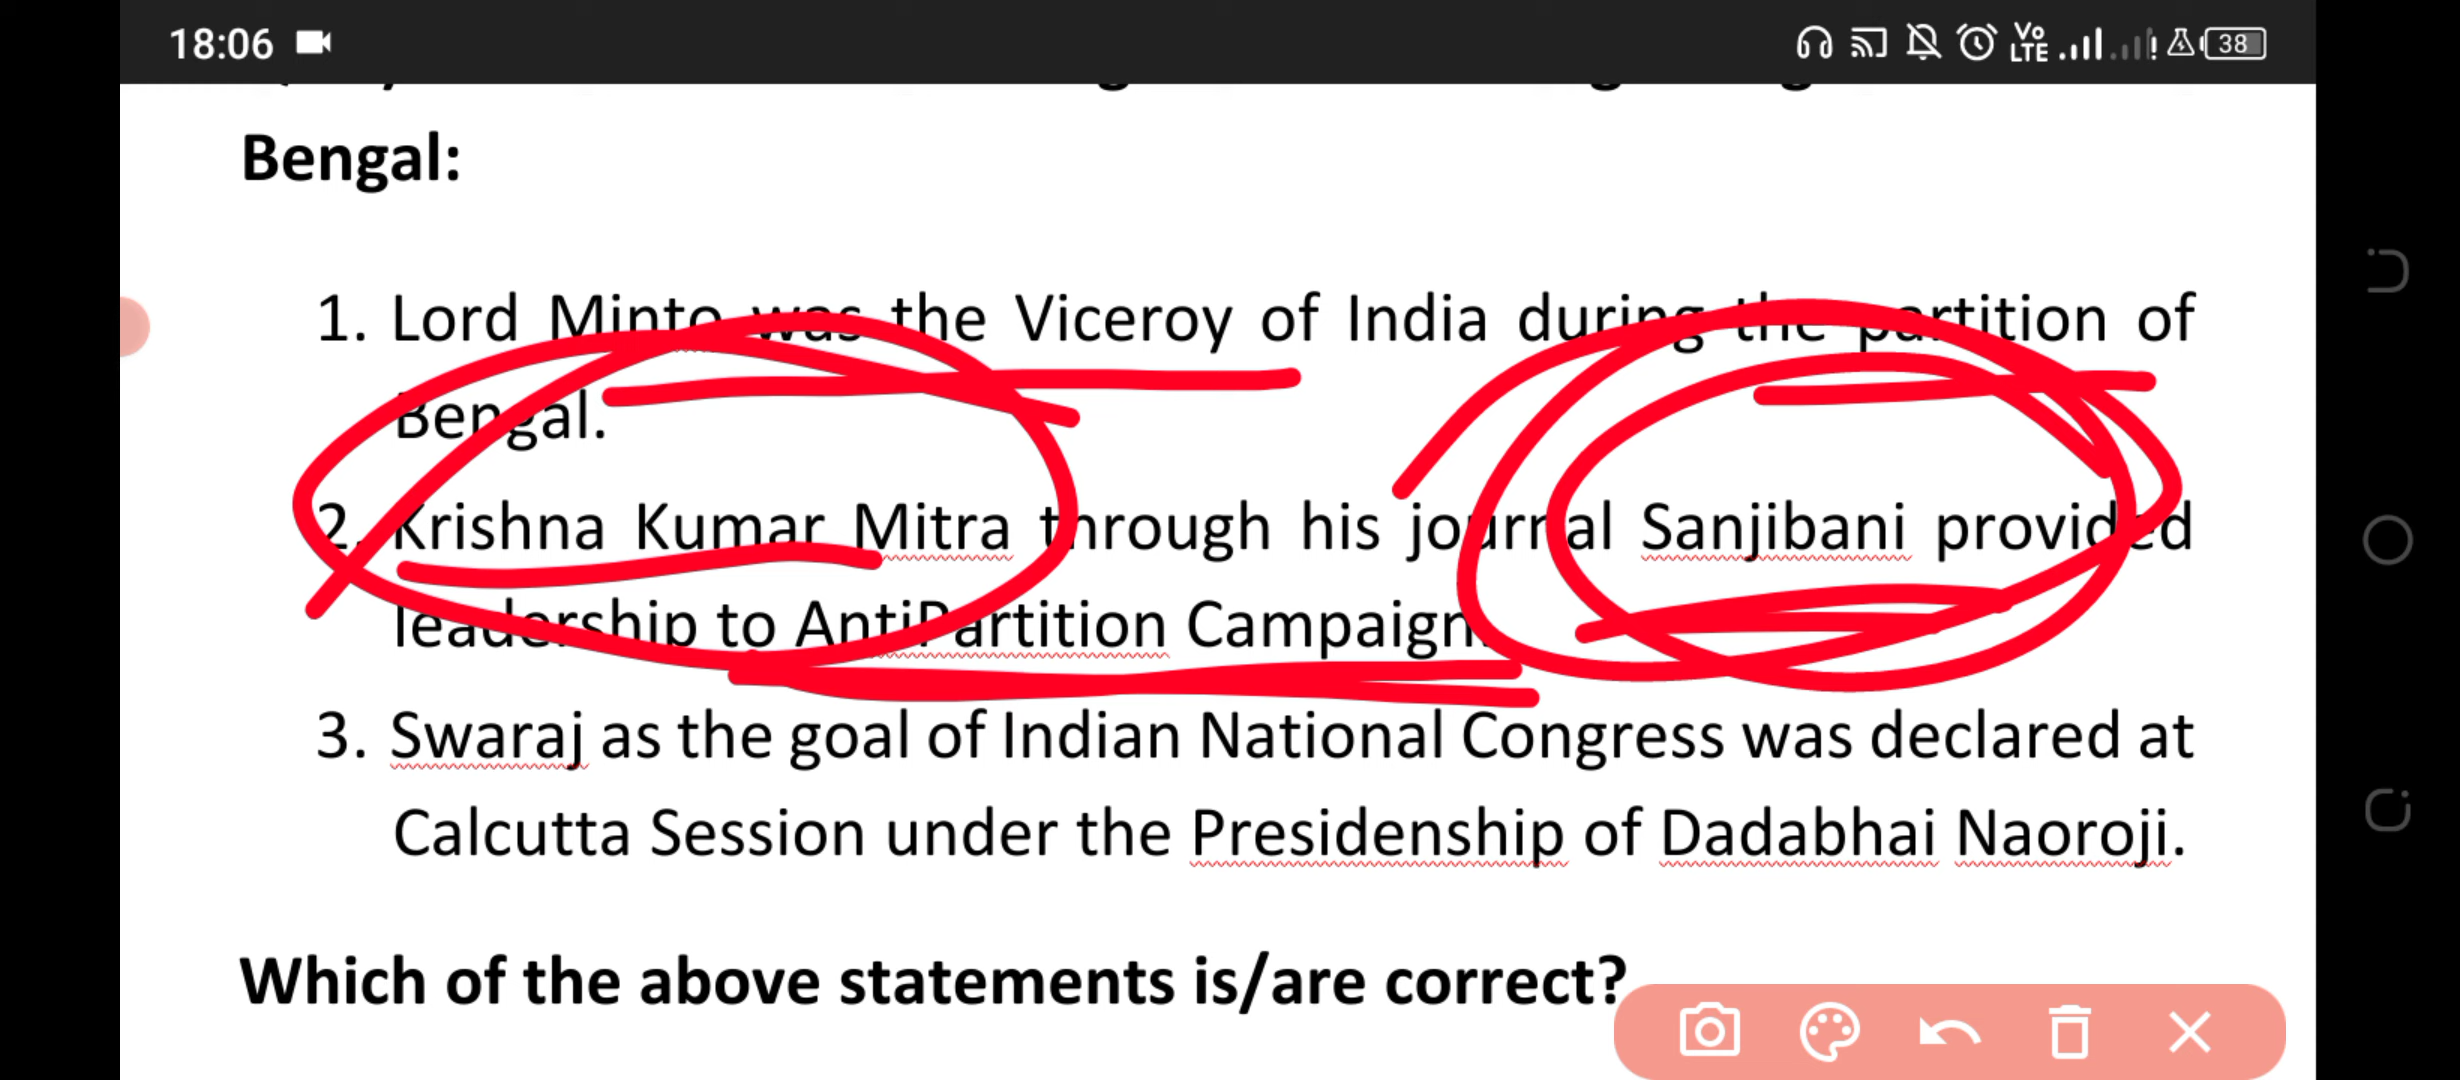 18:06
Vo
LTE
38
Bengal:
1. Lord Minto was the Viceroy of India during the partition of
Bengal.
2. Krishna Kumar Mitra through his journal Sanjibani provided
leadership to AntiPartition Campaign.
3. Swaraj as the goal of Indian National Congress was declared at
Calcutta Session under the Presidenship of Dadabhai Naoroji.
Which of the above statements is/are correct?